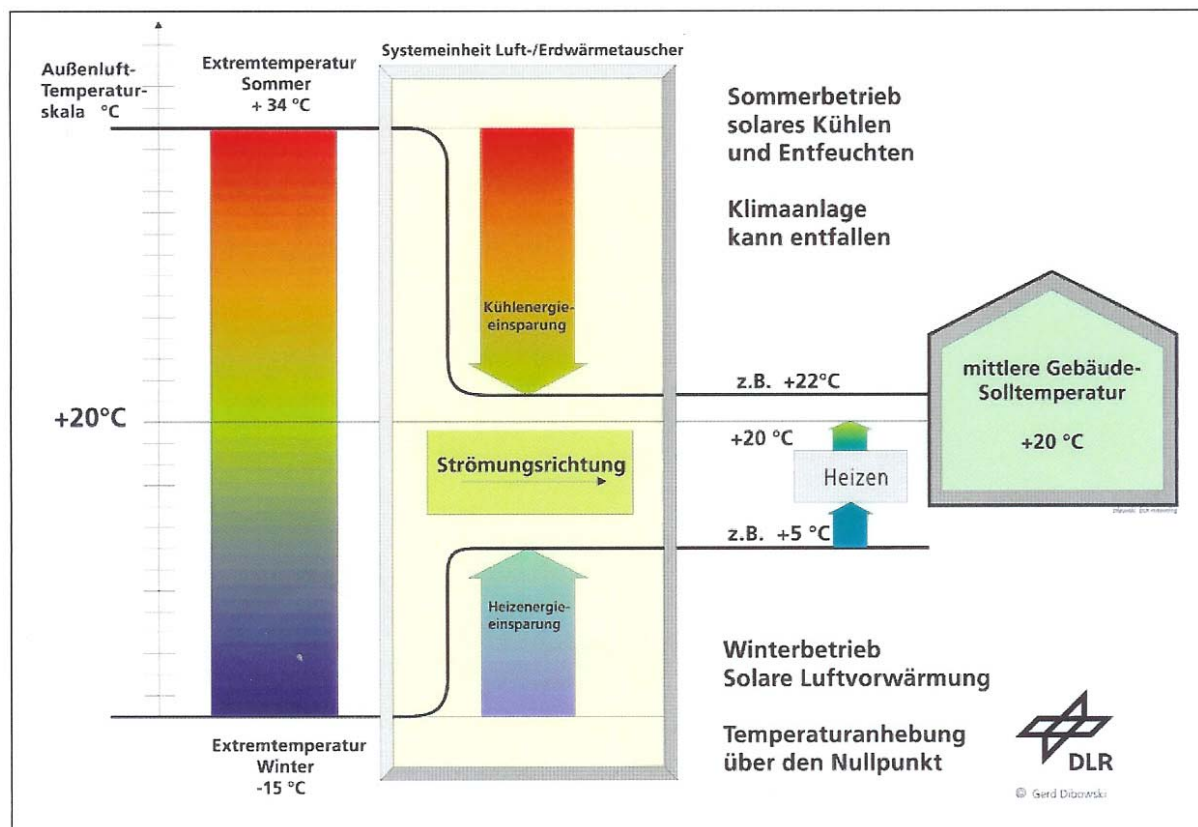 Systemeinheit Luft-/Erdwärmetauscher
Außenluft-
Temperatur-
skala °C
Extremtemperatur
Sommer
+ 34 °C
Sommerbetrieb
solares Kühlen
und Entfeuchten
Klimaanlage
kann entfallen
Kühlenergie-
einsparung
z.B. +22°C
mittlere Gebäude-
Solltemperatur
+20 °C
+20°C
+20 °C
Strömungsrichtung
Heizen
z.B. +5 °C
Heizenergie-
einsparung
Winterbetrieb
Solare Luftvorwärmung
Temperaturanhebung
über den Nullpunkt
Extremtemperatur
Winter
-15 °C
DLR
© Gerd Dibowski